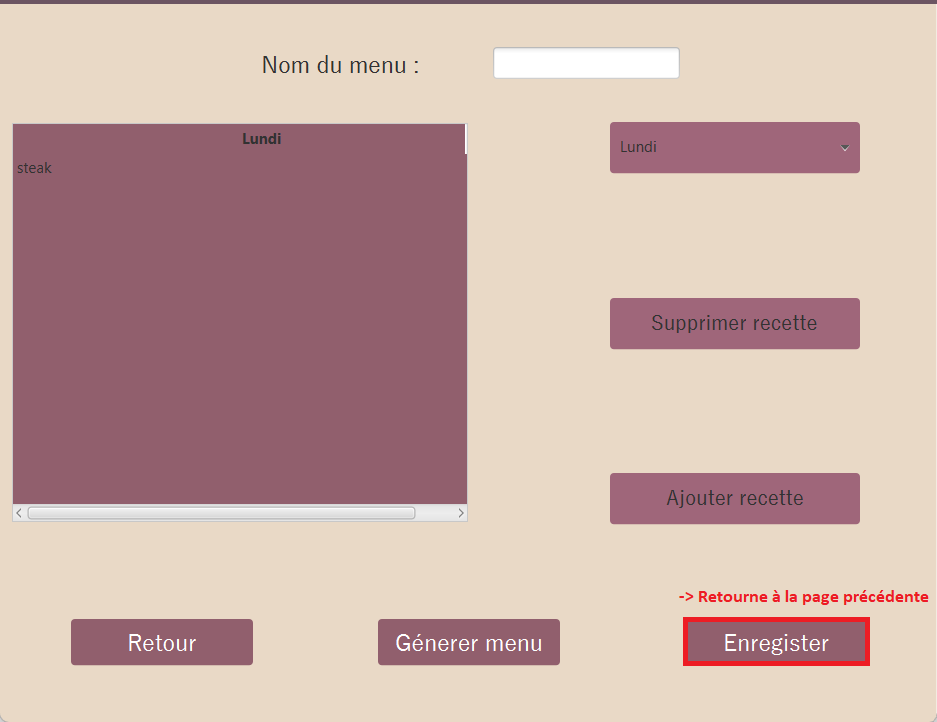 Nom du menu :
Lundi
steak
Lundi
Supprimer recette
Ajouter recette
-> Retourne à la page précédente
Retour
Génerer menu
Enregister